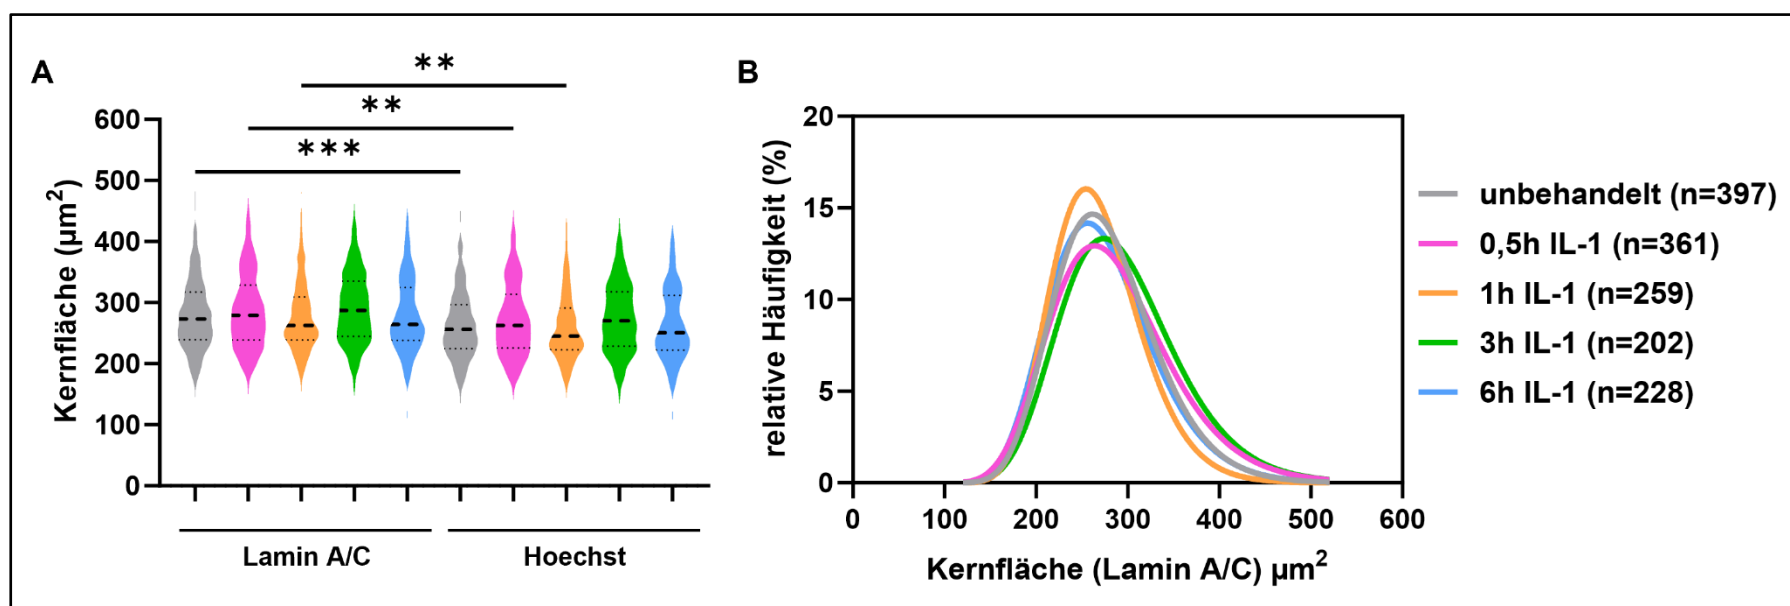 A
**
**
***
600
500
400
300
200
100
0
Kernfläche (µm²)
Lamin A/C
Hoechst
B
20
15
10
5
0
relative Häufigkeit (%)
0 100 200 300 400 500 600
Kernfläche (Lamin A/C) µm²
unbehandelt (n=397)
0,5h IL-1 (n=361)
1h IL-1 (n=259)
3h IL-1 (n=202)
6h IL-1 (n=228)